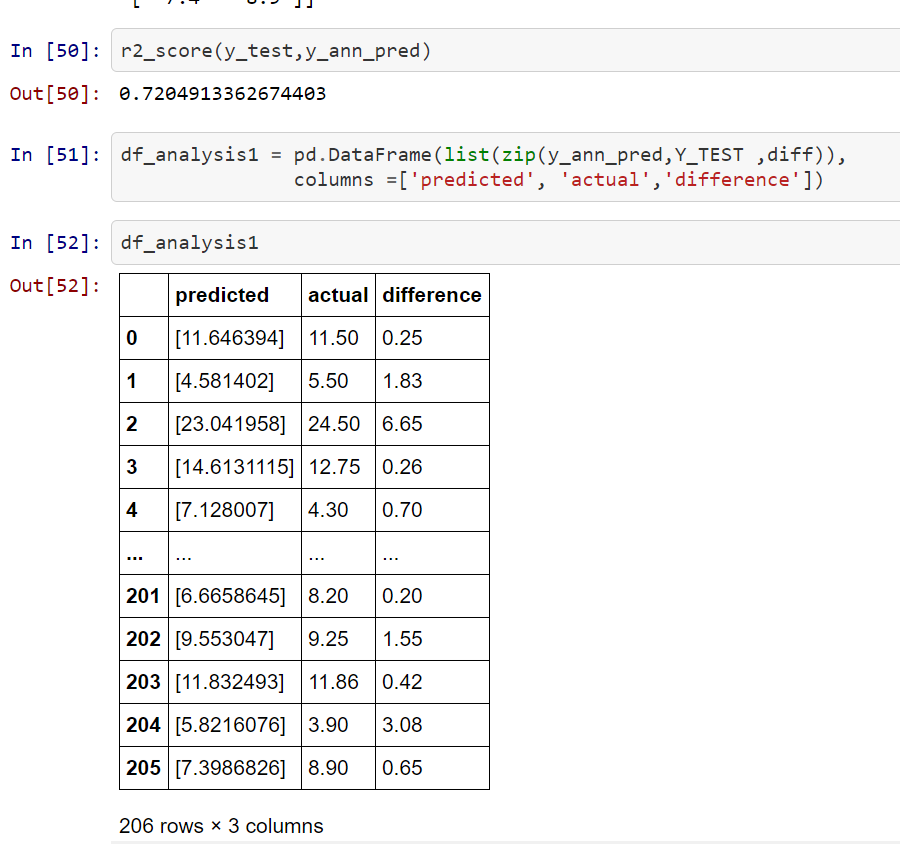 In [50]: r2_score(y_test,y_ann_pred)
Out[50]: 0.7204913362674403
In [51]: df_analysis1 = pd.DataFrame(list(zip(y_ann_pred,Y_TEST ,diff)),
columns =['predicted', 'actual','difference'])
In [52]: df_analysis1
Out[52]:
predicted actual difference
0 [11.646394] 11.50 0.25
1 [4.581402] 5.50 1.83
2 [23.041958] 24.50 6.65
3 [14.6131115] 12.75 0.26
4 [7.128007] 4.30 0.70
... ... ... ...
201 [6.6658645] 8.20 0.20
202 [9.553047] 9.25 1.55
203 [11.832493] 11.86 0.42
204 [5.8216076] 3.90 3.08
205 [7.3986826] 8.90 0.65
206 rows × 3 columns